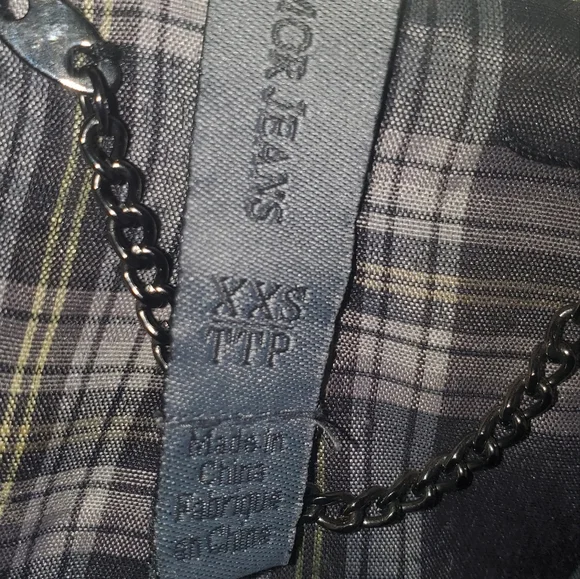 JEANS
XXS
TTP
Made in
China
Fabriqué
en Chine